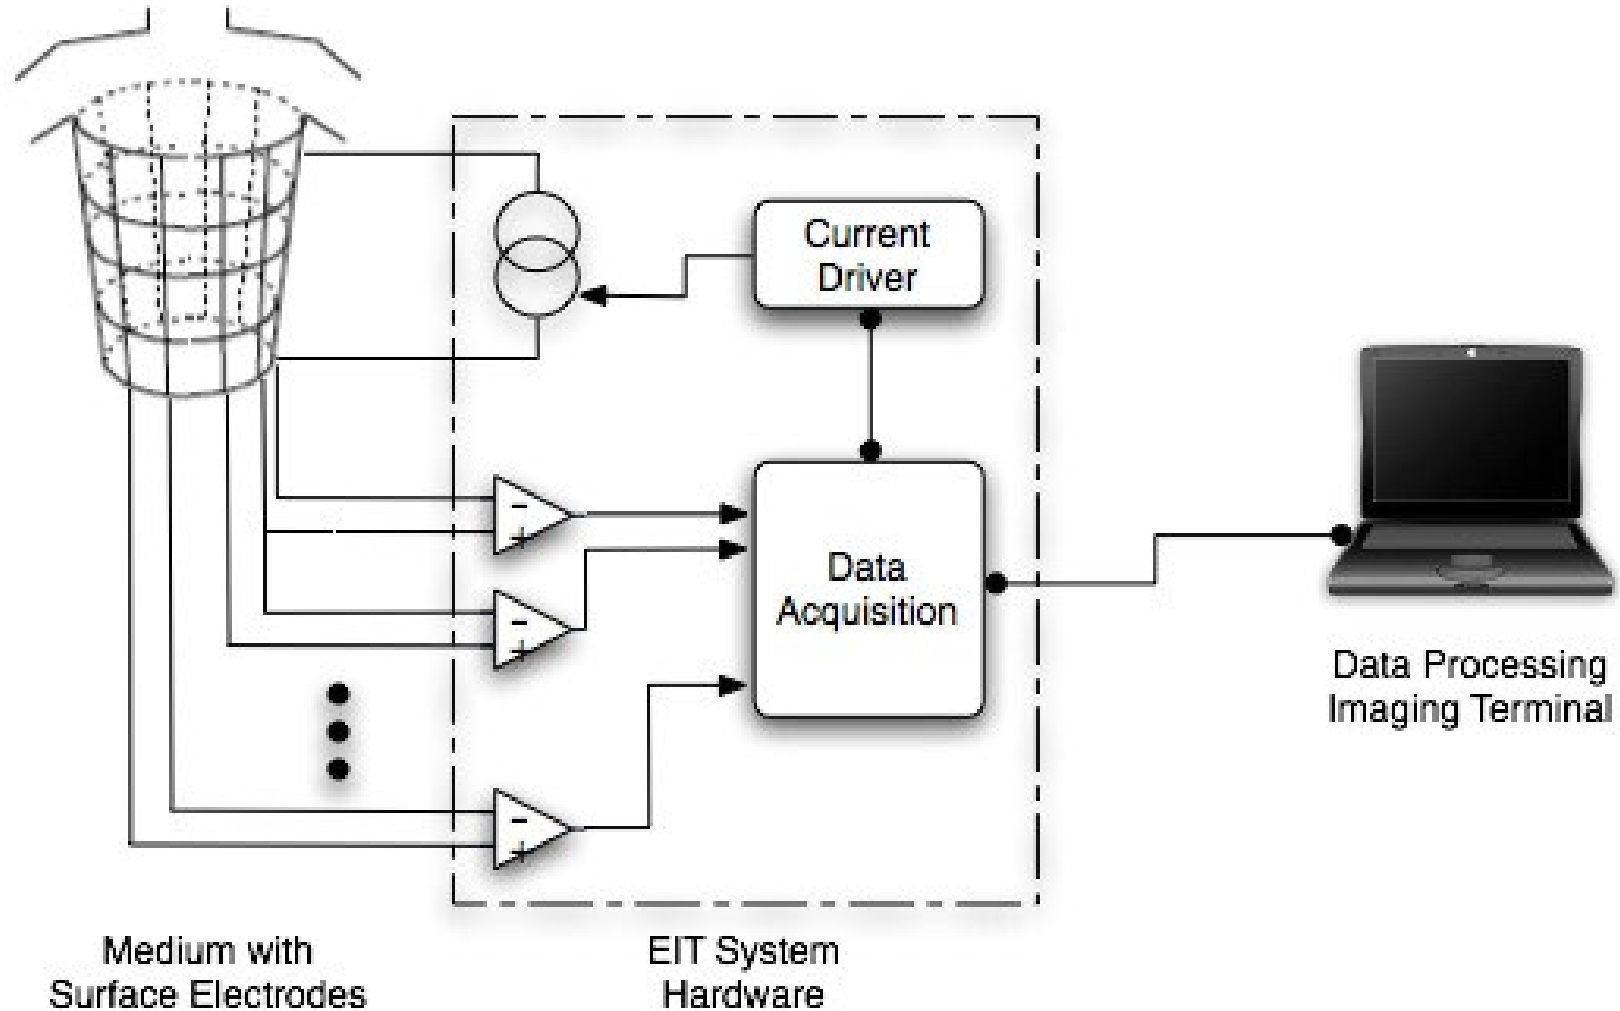 Current
Driver
-
+
Data
Acquisition
-
+
Data Processing
Imaging Terminal
-
+
Medium with
Surface Electrodes
EIT System
Hardware